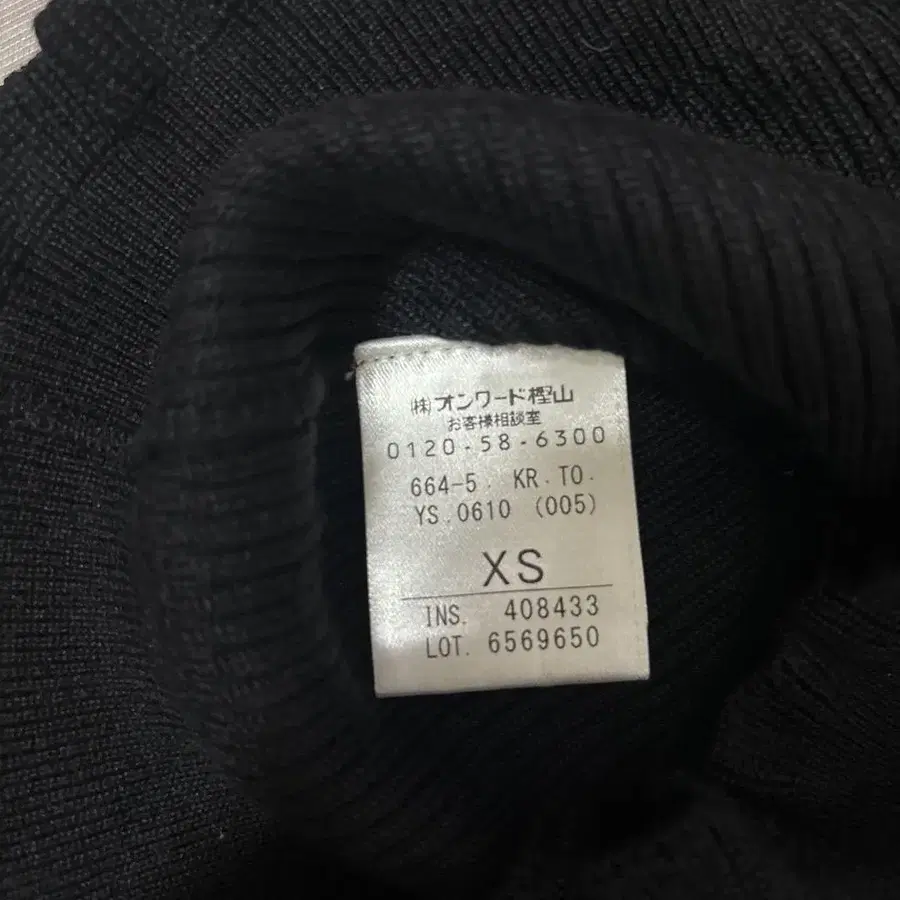 (株)オンワード樫山
お客様相談室
0120-58-6300
664-5. KR.TO.
YS.0610 (005)
XS
INS. 408433
LOT. 6569650